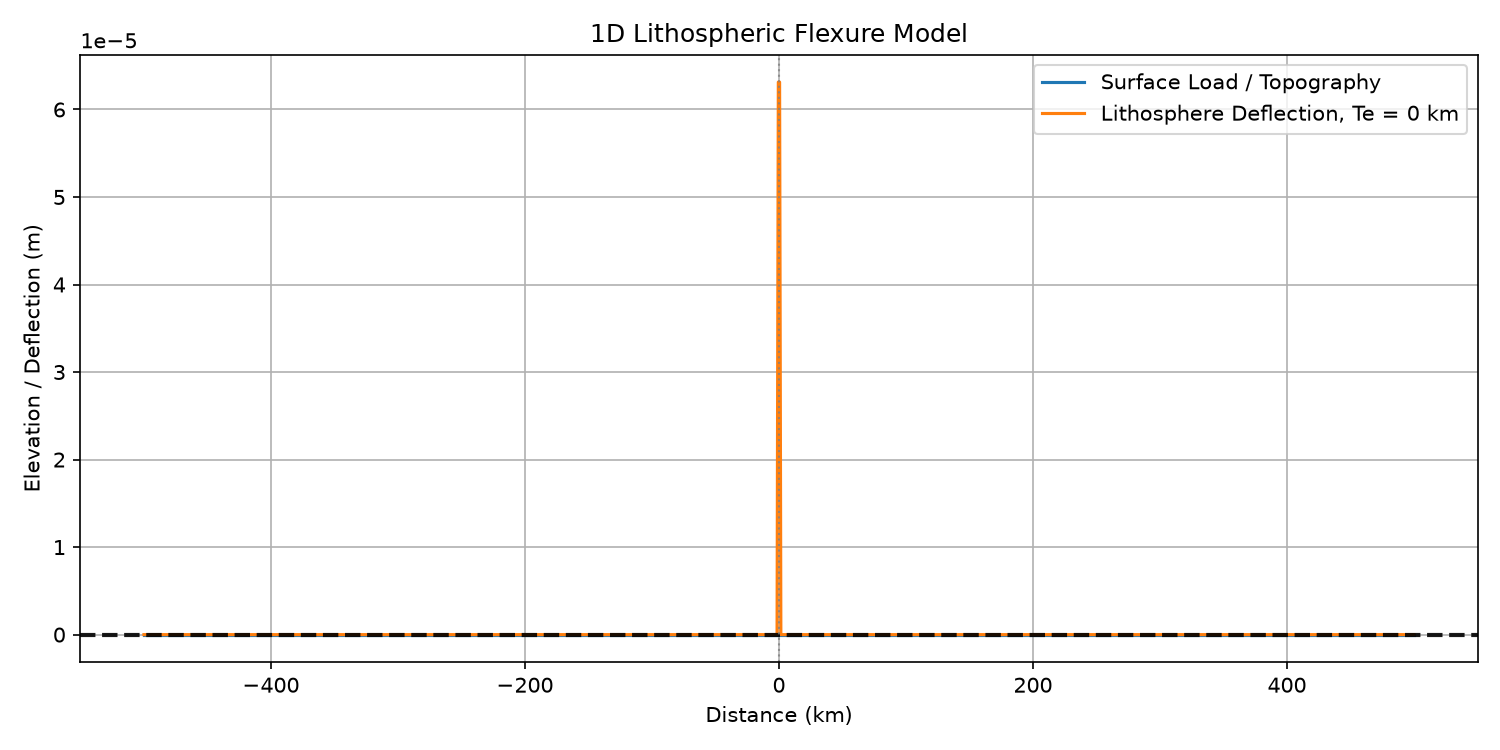 1D Lithospheric Flexure Model
1e−5
Surface Load / Topography
Lithosphere Deflection, Te = 0 km
6
5
4
3
2
1
0
Elevation / Deflection (m)
−400 −200 0 200 400
Distance (km)